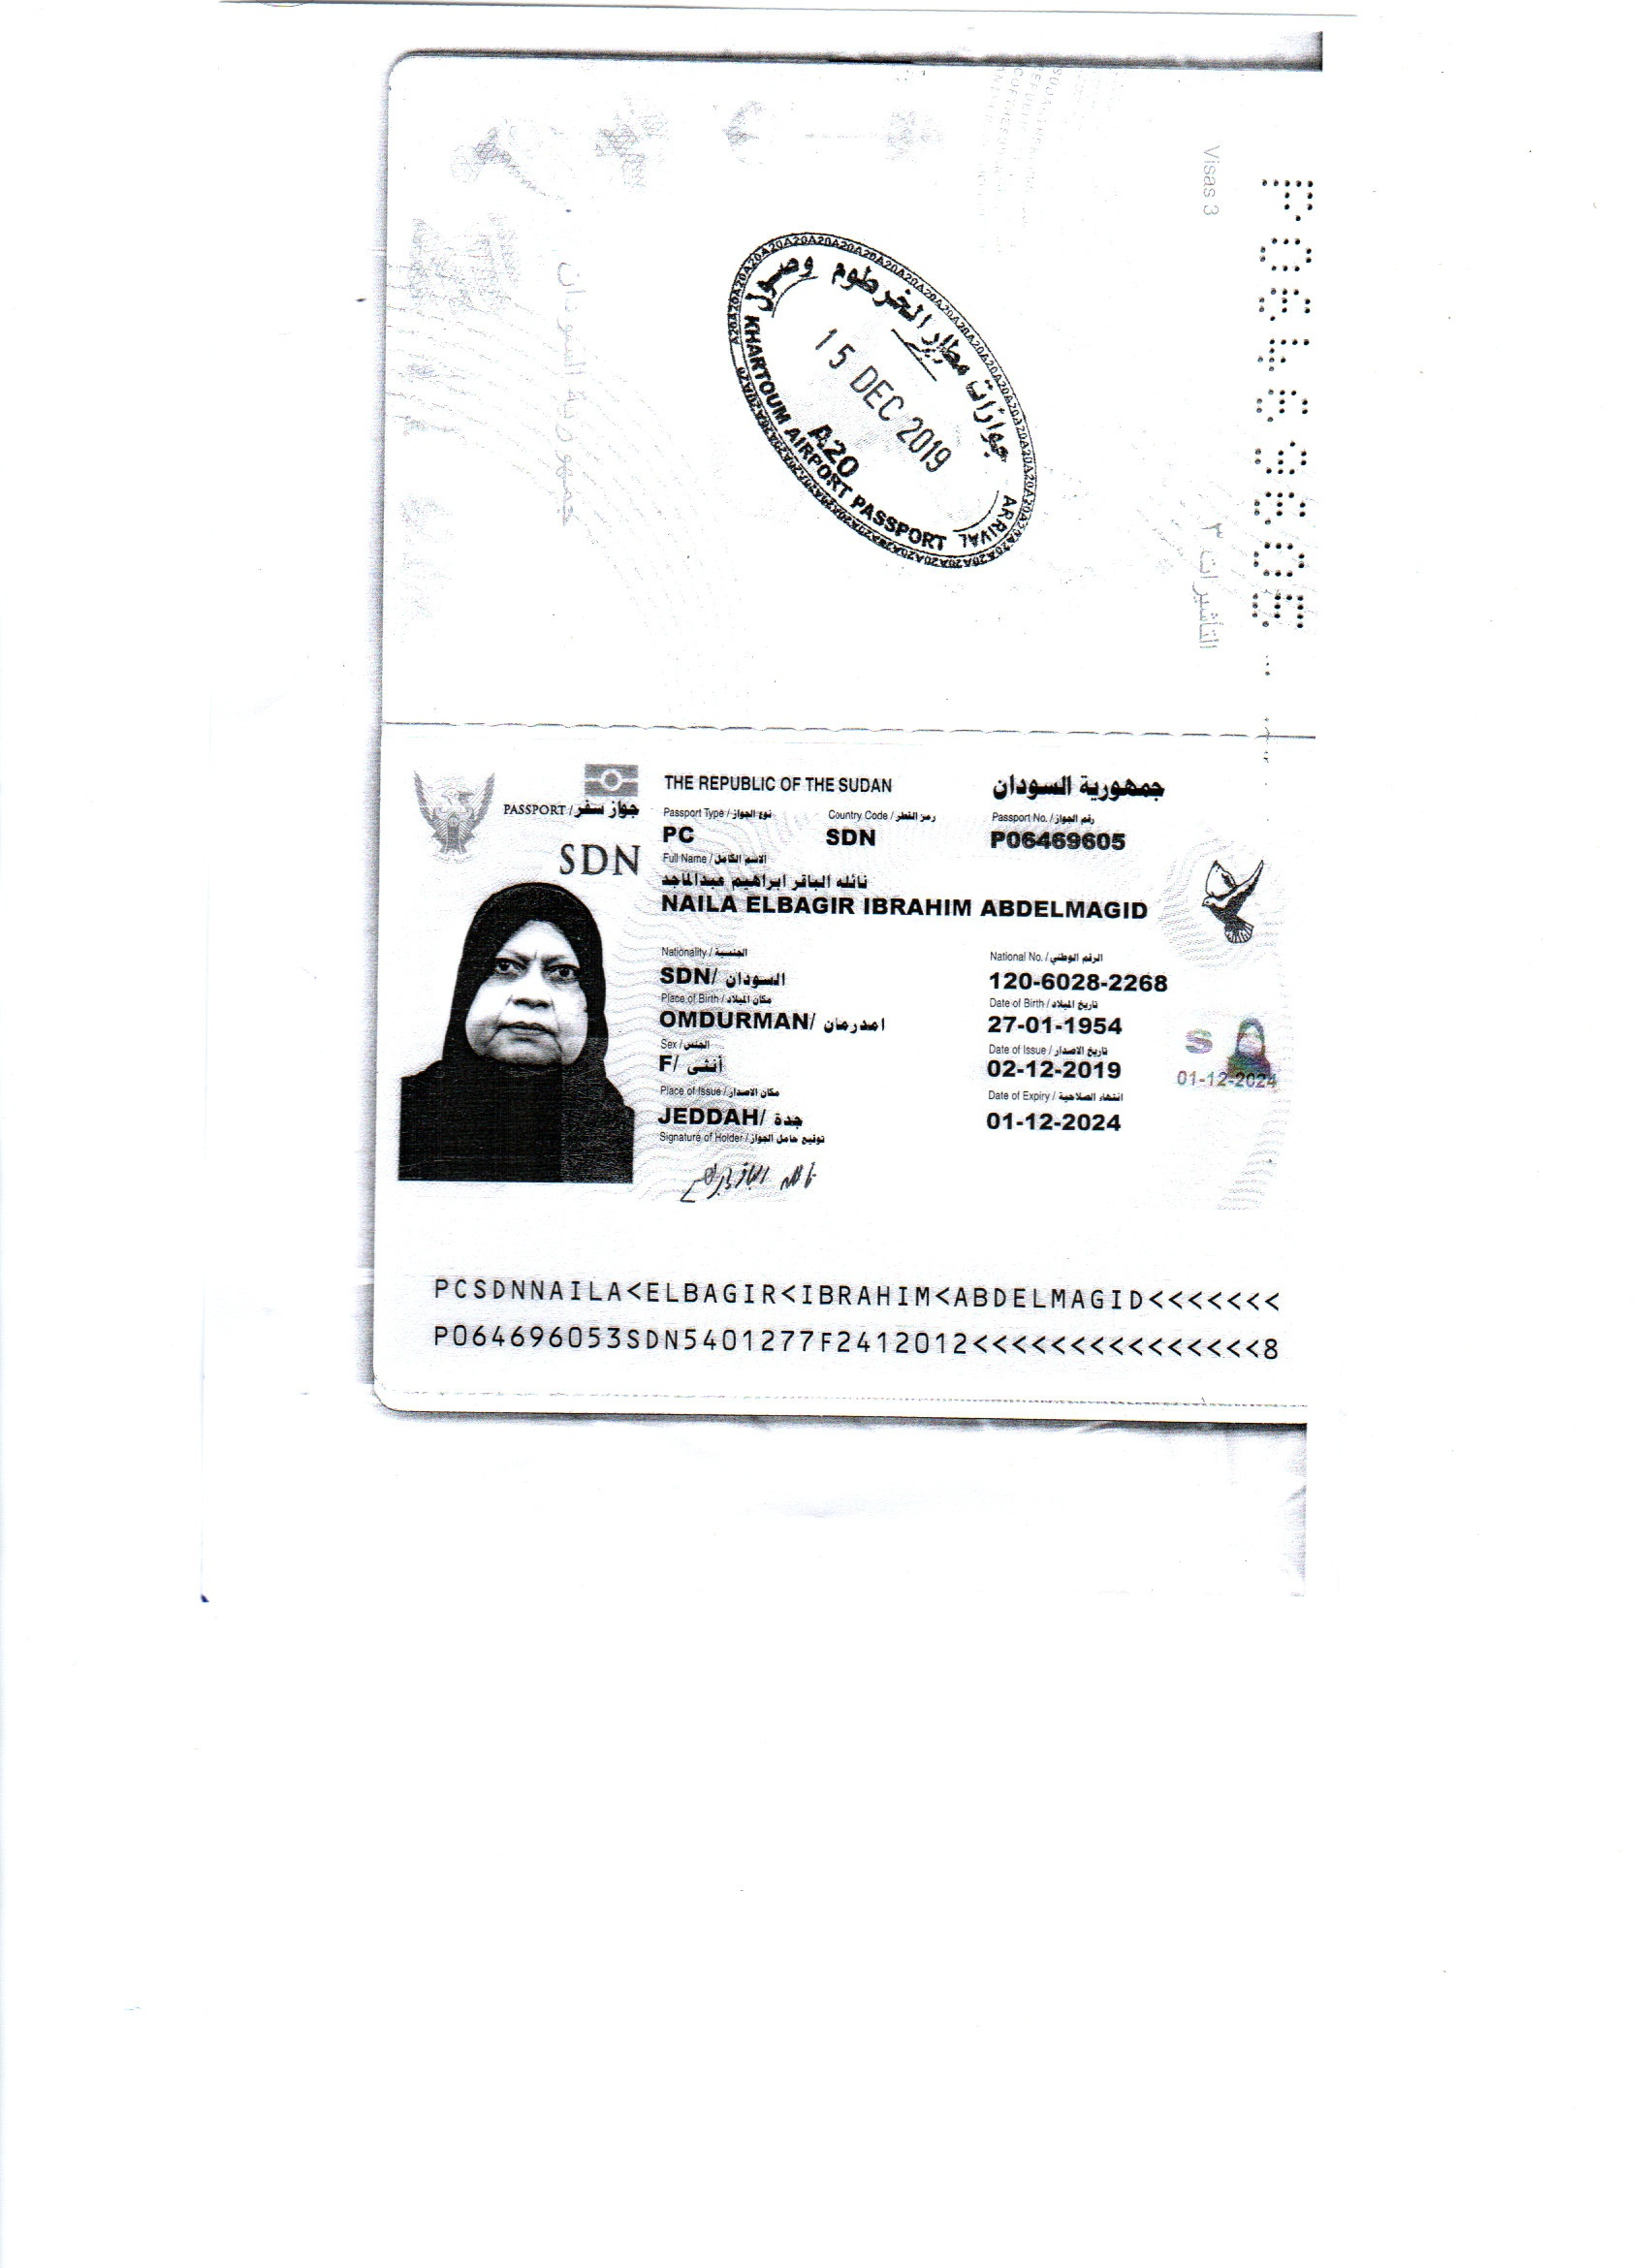 Visas 3
التأشيرات ٣
جمهورية السودان
جوازات مطار الخرطوم وصول
15 DEC 2019
A20
KHARTOUM AIRPORT PASSPORT ARRIVAL
P06469605
THE REPUBLIC OF THE SUDAN جمهورية السودان
PASSPORT / جواز سفر
SDN
Passport Type / نوع الجواز Country Code / رمز القطر Passport No. / رقم الجواز
PC SDN P06469605
Full Name / الاسم الكامل
نائله الباقر ابراهيم عبدالماجد
NAILA ELBAGIR IBRAHIM ABDELMAGID
Nationality / الجنسية National No. / الرقم الوطني
SDN/ السودان 120-6028-2268
Place of Birth / مكان الميلاد Date of Birth / تاريخ الميلاد
OMDURMAN/ امدرمان 27-01-1954
Sex / الجنس Date of Issue / تاريخ الاصدار
F/ أنثى 02-12-2019
S
01-12-2024
Place of Issue / مكان الاصدار Date of Expiry / انتهاء الصلاحية
JEDDAH/ جدة 01-12-2024
Signature of Holder / توقيع حامل الجواز
PCSDNNAILA<ELBAGIR<IBRAHIM<ABDELMAGID<<<<<<<
P064696053SDN5401277F2412012<<<<<<<<<<<<<<<8